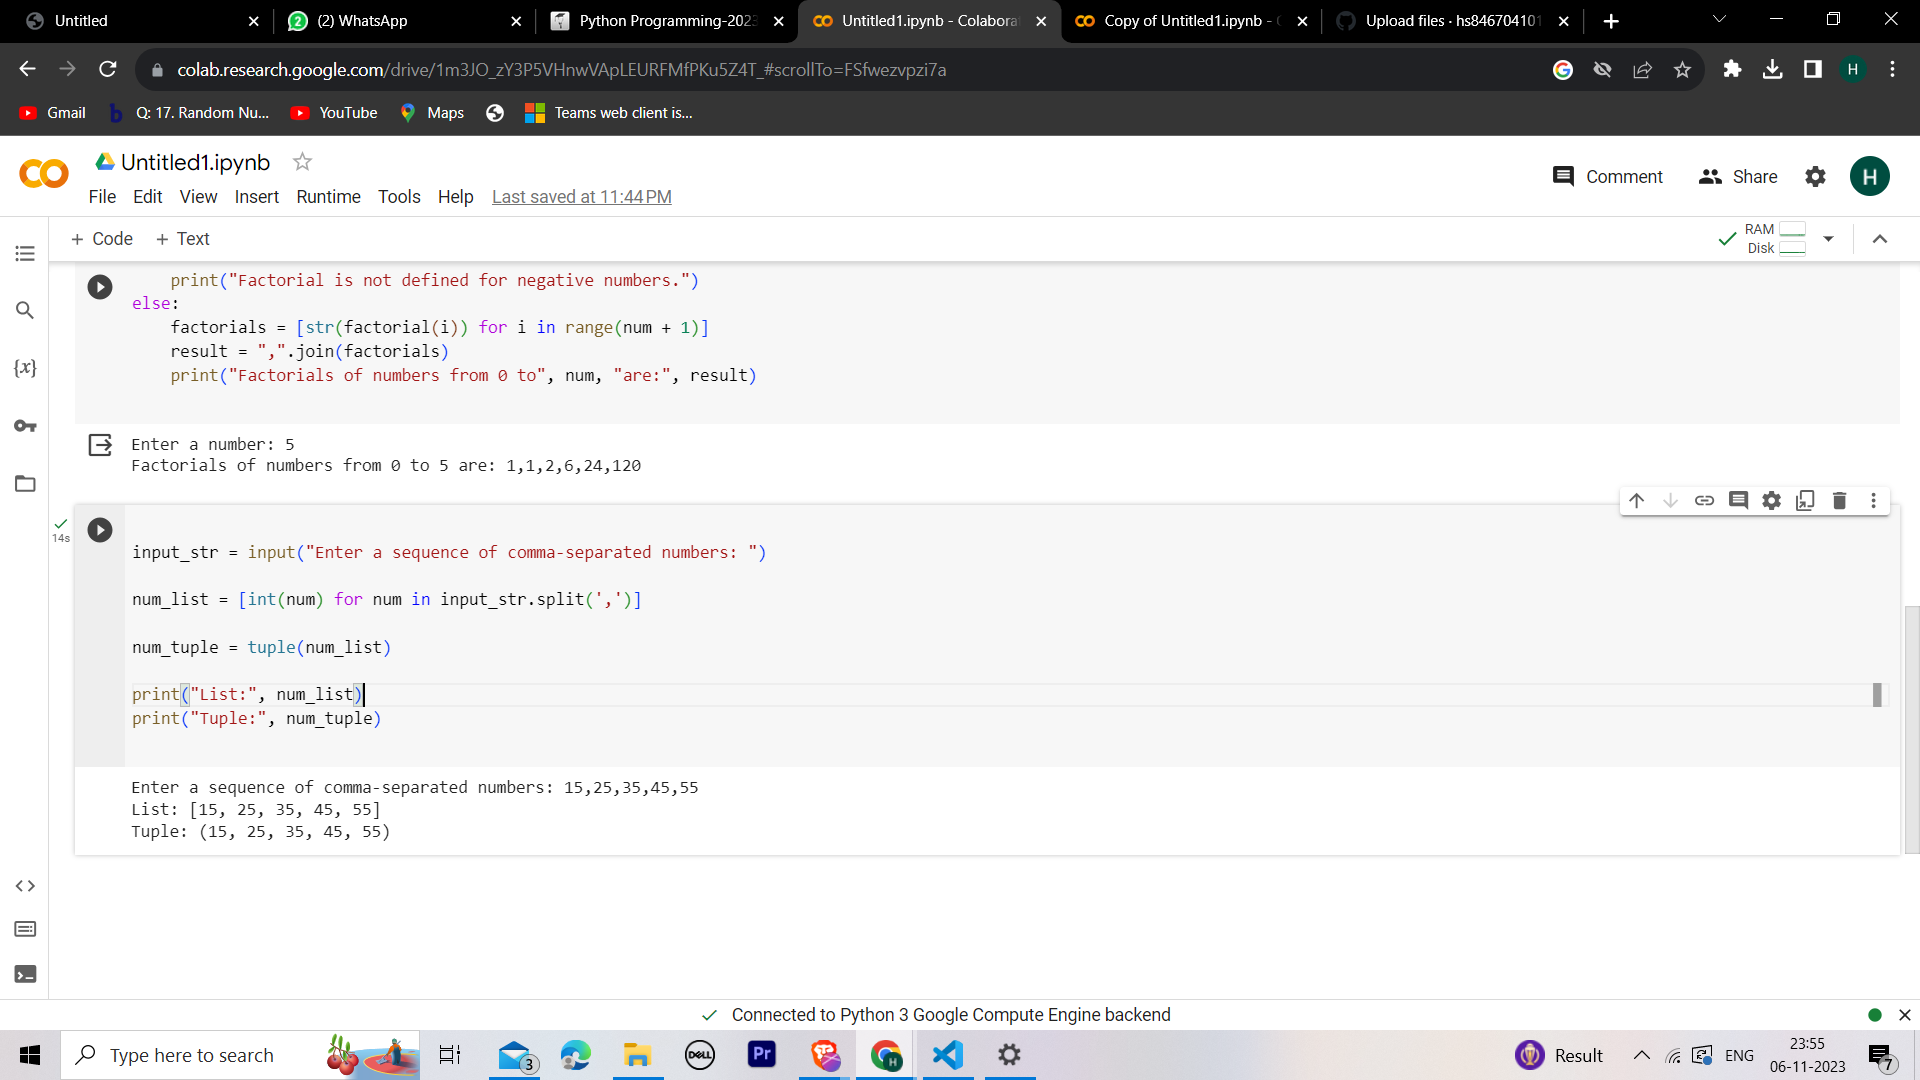 Untitled
(2) WhatsApp
Python Programming-2023
Untitled1.ipynb - Colabora
Copy of Untitled1.ipynb -
Upload files · hs846704101
colab.research.google.com/drive/1m3JO_zY3P5VHnwVApLEURFMfPKu5Z4T_#scrollTo=FSfwezvpzi7a
H
Gmail
Q: 17. Random Nu...
YouTube
Maps
Teams web client is...
Untitled1.ipynb
Comment
Share
H
File Edit View Insert Runtime Tools Help Last saved at 11:44 PM
+ Code + Text
RAM
Disk
print("Factorial is not defined for negative numbers.")
else:
factorials = [str(factorial(i)) for i in range(num + 1)]
result = ",".join(factorials)
print("Factorials of numbers from 0 to", num, "are:", result)
Enter a number: 5
Factorials of numbers from 0 to 5 are: 1,1,2,6,24,120
14s
input_str = input("Enter a sequence of comma-separated numbers: ")
num_list = [int(num) for num in input_str.split(',')]
num_tuple = tuple(num_list)
print("List:", num_list)
print("Tuple:", num_tuple)
Enter a sequence of comma-separated numbers: 15,25,35,45,55
List: [15, 25, 35, 45, 55]
Tuple: (15, 25, 35, 45, 55)
Connected to Python 3 Google Compute Engine backend
Type here to search
3
DELL
Pr
H
Result
ENG
23:55
06-11-2023
7